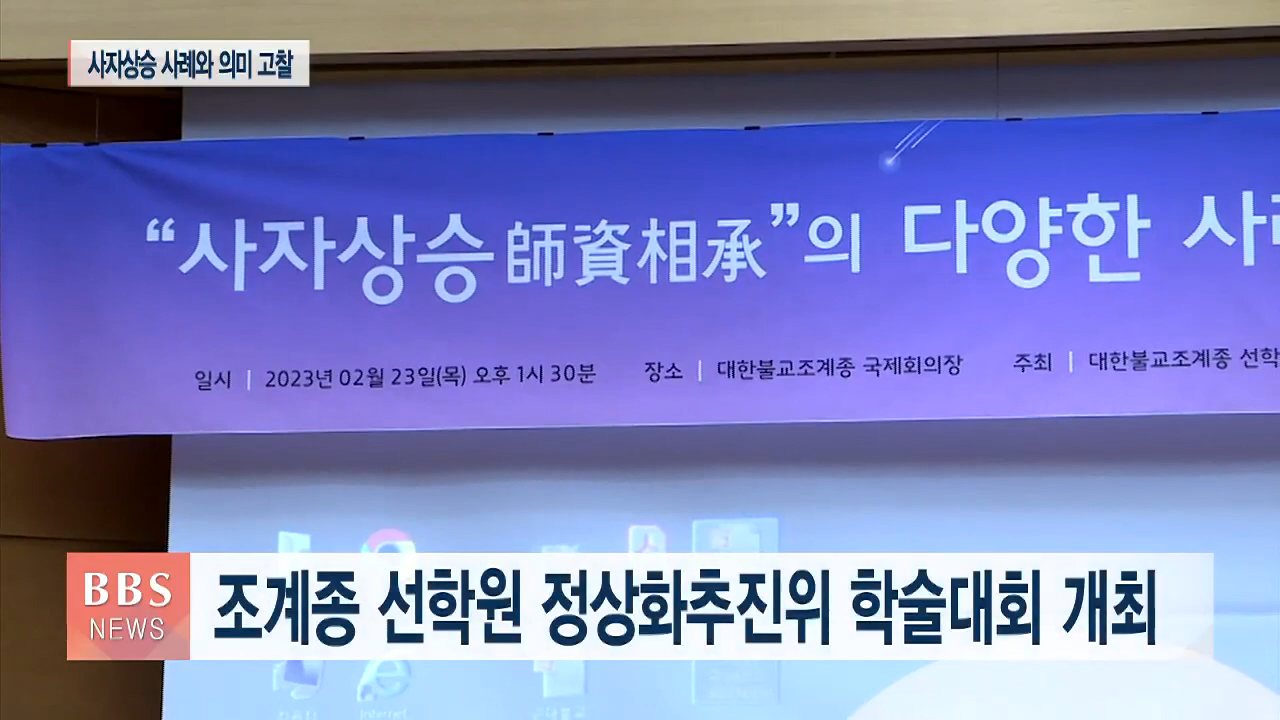 사자상승 사례와 의미 고찰
“사자상승 師資相承”의 다양한 사
일시 | 2023년 02월 23일(목) 오후 1시 30분 장소 | 대한불교조계종 국제회의장 주최 | 대한불교조계종 선학
BBS NEWS 조계종 선학원 정상화추진위 학술대회 개최
Internet